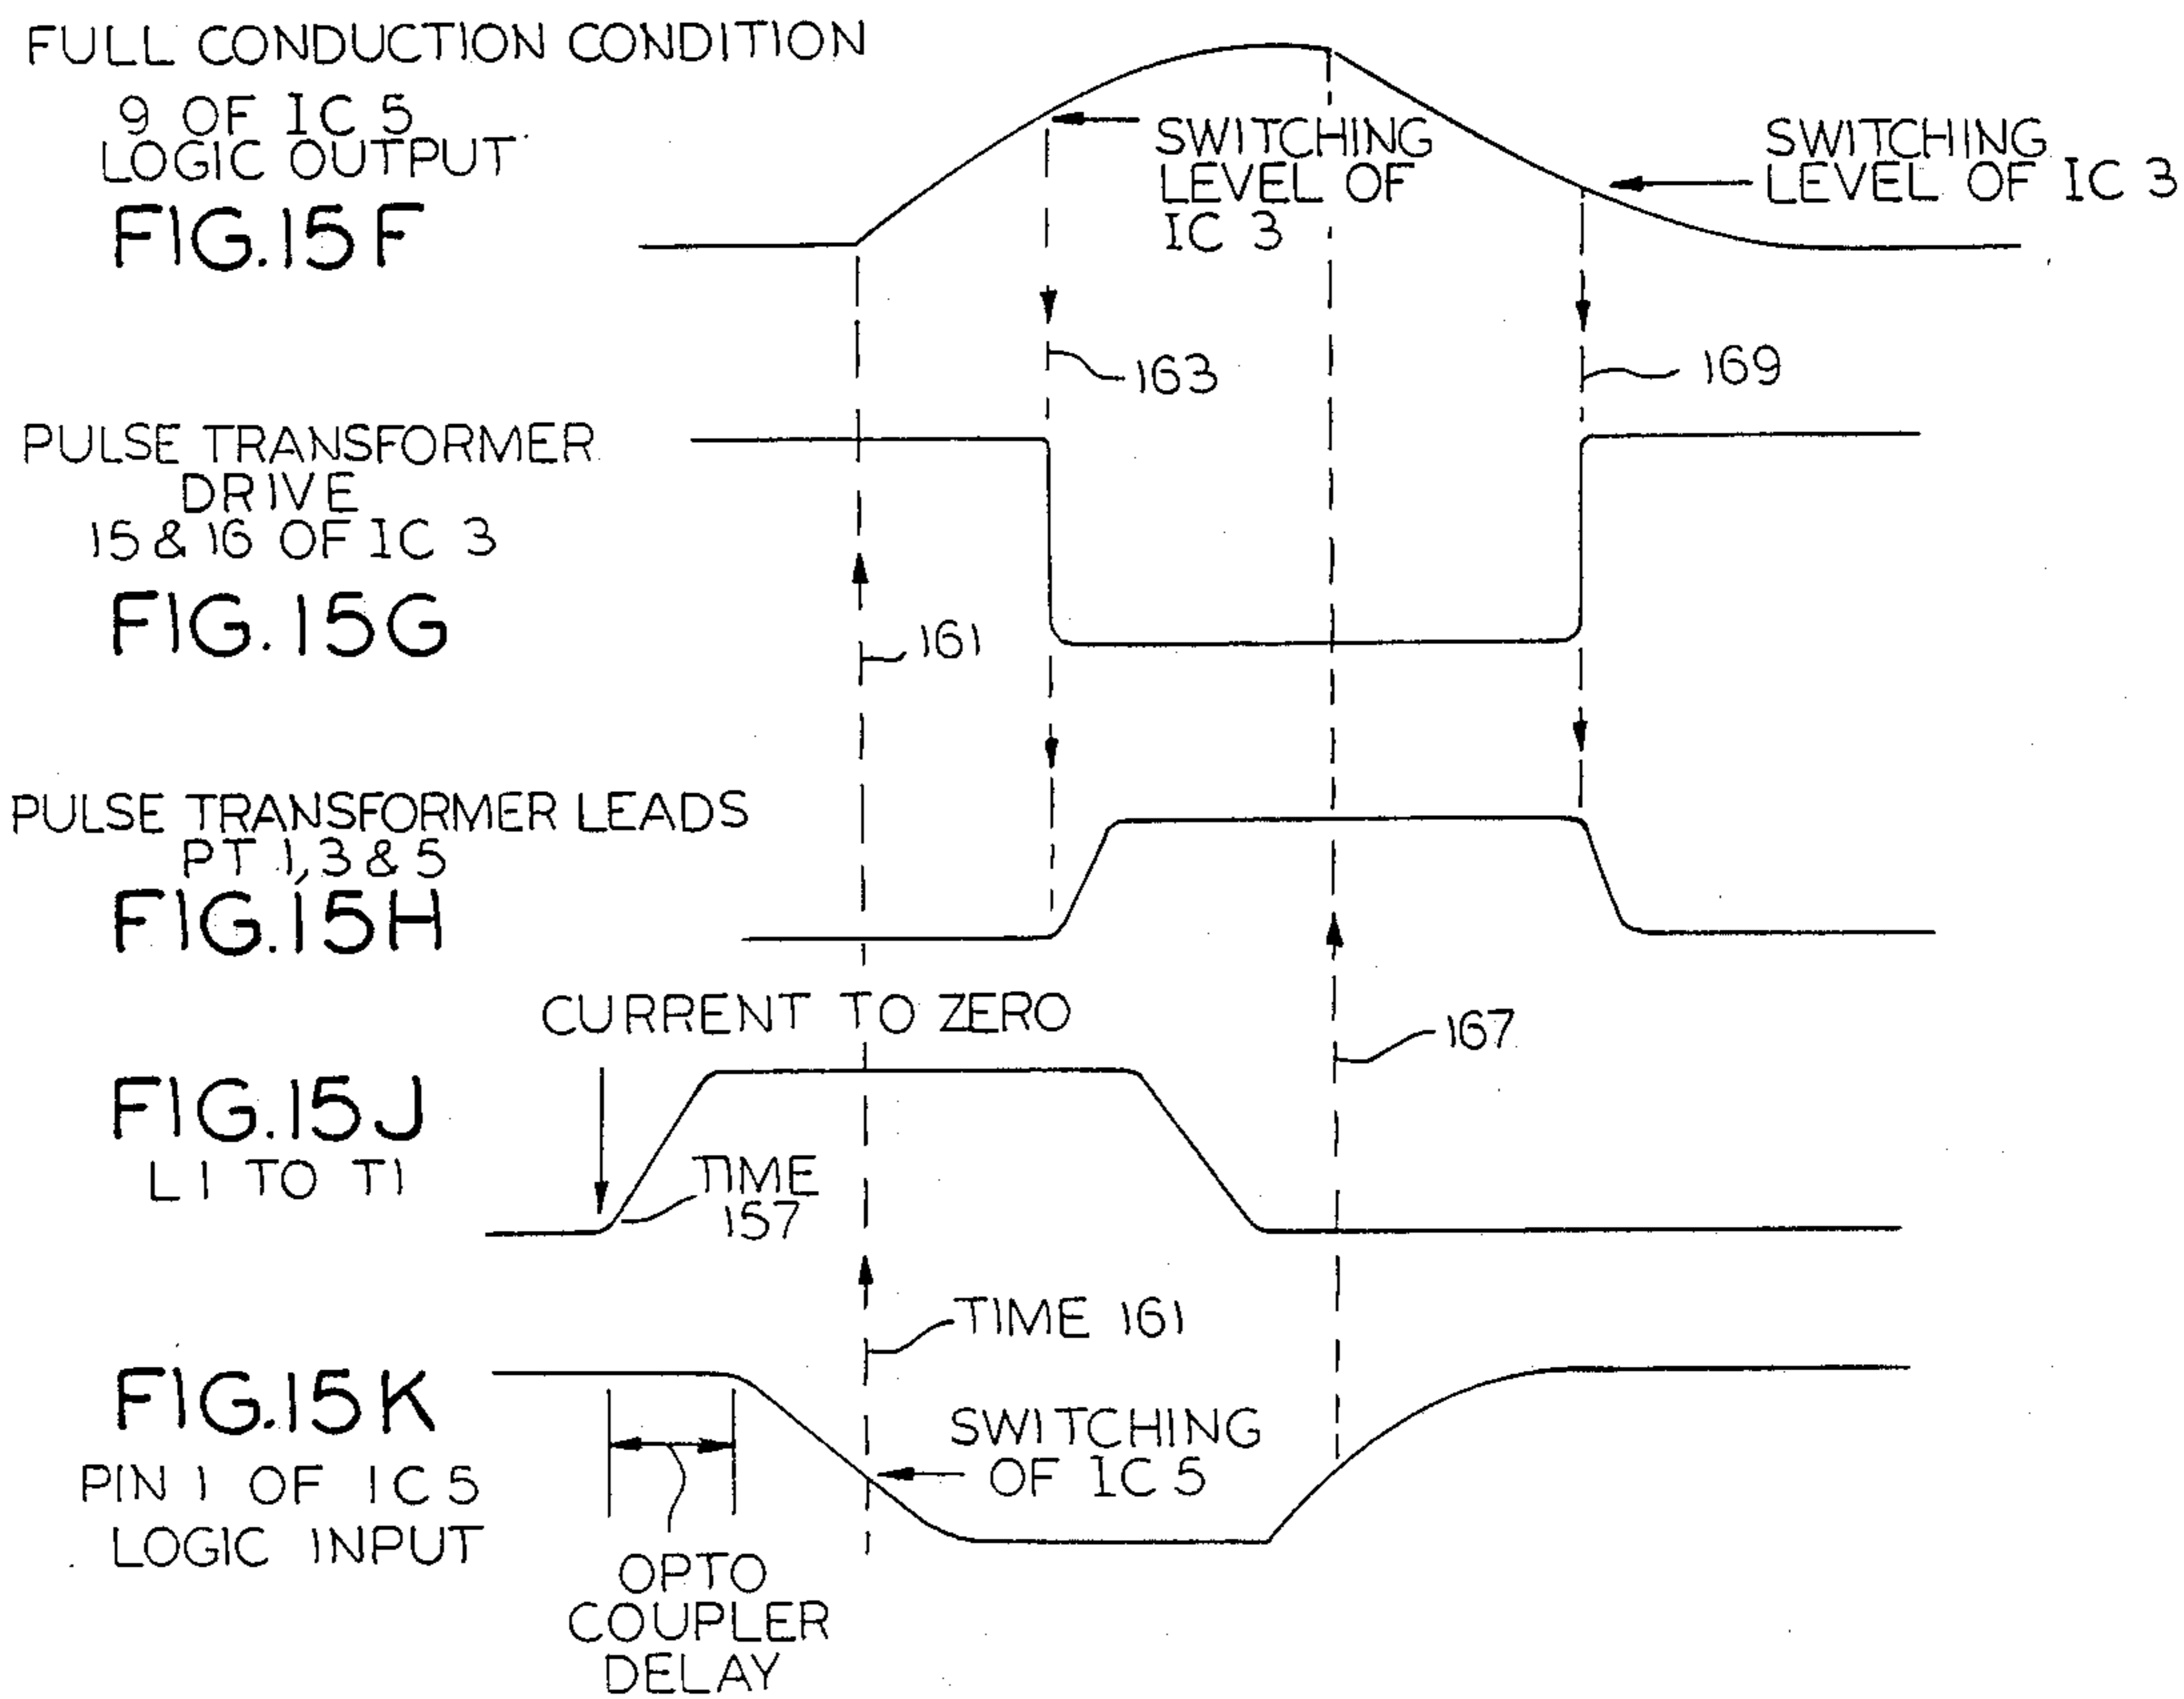 FULL CONDUCTION CONDITION
9 OF IC 5
LOGIC OUTPUT
FIG. 15F
SWITCHING
LEVEL OF
IC 3
SWITCHING
LEVEL OF IC 3
163
169
PULSE TRANSFORMER
DRIVE
15 & 16 OF IC 3
FIG. 15G
161
PULSE TRANSFORMER LEADS
PT 1, 3 & 5
FIG. 15H
CURRENT TO ZERO
167
FIG. 15J
L1 TO T1
TIME
157
TIME 161
FIG. 15K
PIN 1 OF IC 5
LOGIC INPUT
SWITCHING
OF IC 5
OPTO
COUPLER
DELAY